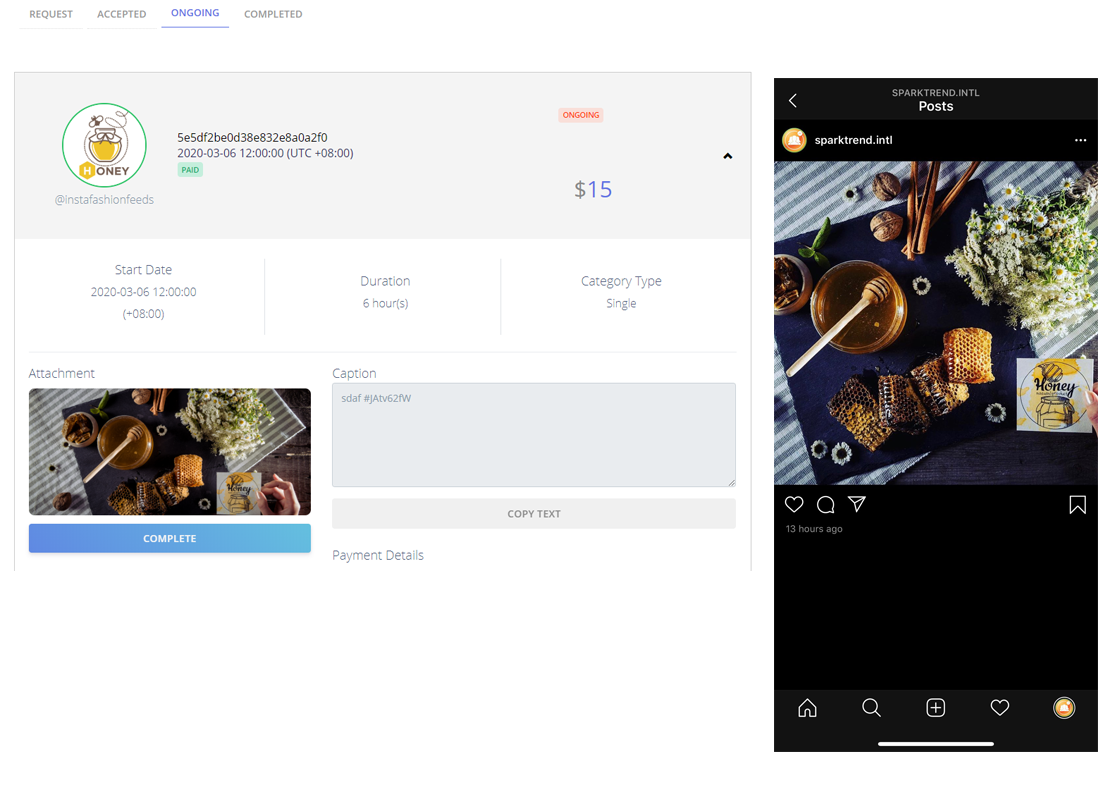 REQUEST ACCEPTED ONGOING COMPLETED
HONEY
@instafashionfeeds
5e5df2be0d38e832e8a0a2f0
2020-03-06 12:00:00 (UTC +08:00)
PAID
ONGOING
$15
Start Date
2020-03-06 12:00:00
(+08:00)
Duration
6 hour(s)
Category Type
Single
Attachment
Honey
COMPLETE
Caption
sdaf #JAtv62fW
COPY TEXT
Payment Details
SPARKTREND.INTL
Posts
sparktrend.intl
Honey
13 hours ago